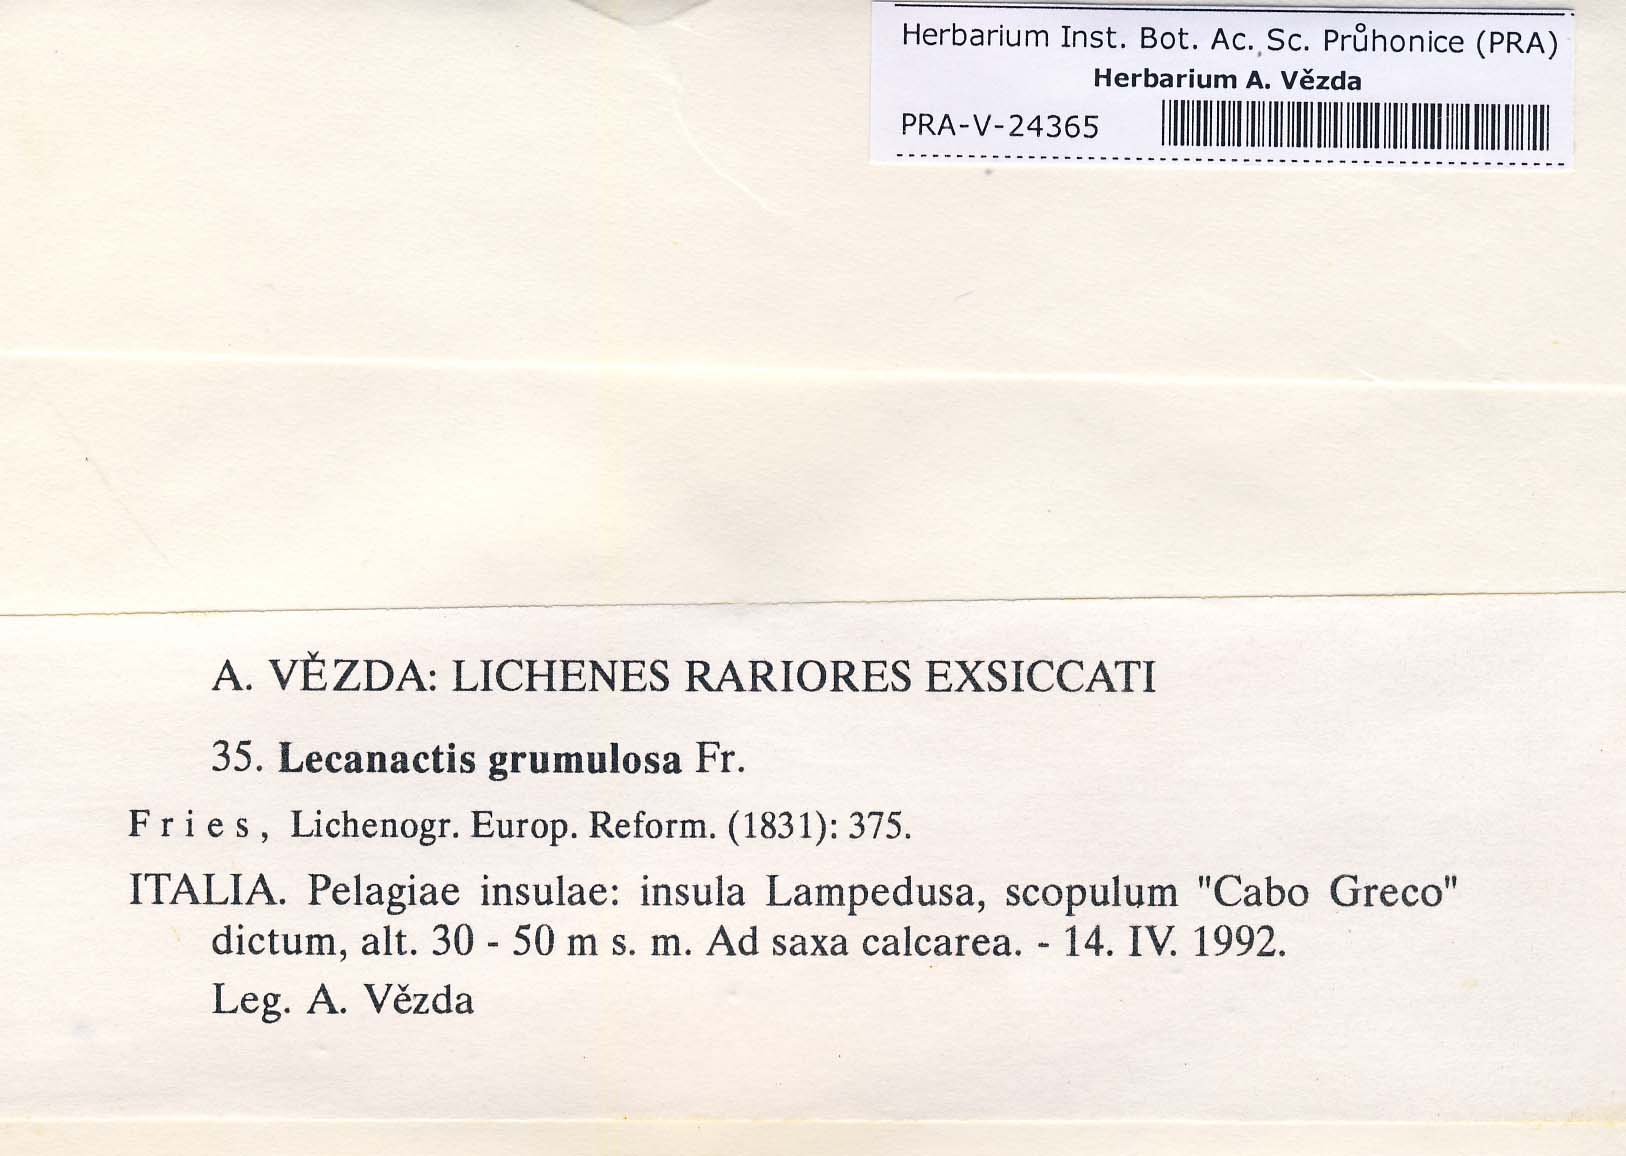 Herbarium Inst. Bot. Ac. Sc. Průhonice (PRA)
Herbarium A. Vězda
PRA-V-24365
A. VĚZDA: LICHENES RARIORES EXSICCATI
35. Lecanactis grumulosa Fr.
Fries, Lichenogr. Europ. Reform. (1831): 375.
ITALIA. Pelagiae insulae: insula Lampedusa, scopulum "Cabo Greco"
dictum, alt. 30 - 50 m s. m. Ad saxa calcarea. - 14. IV. 1992.
Leg. A. Vězda